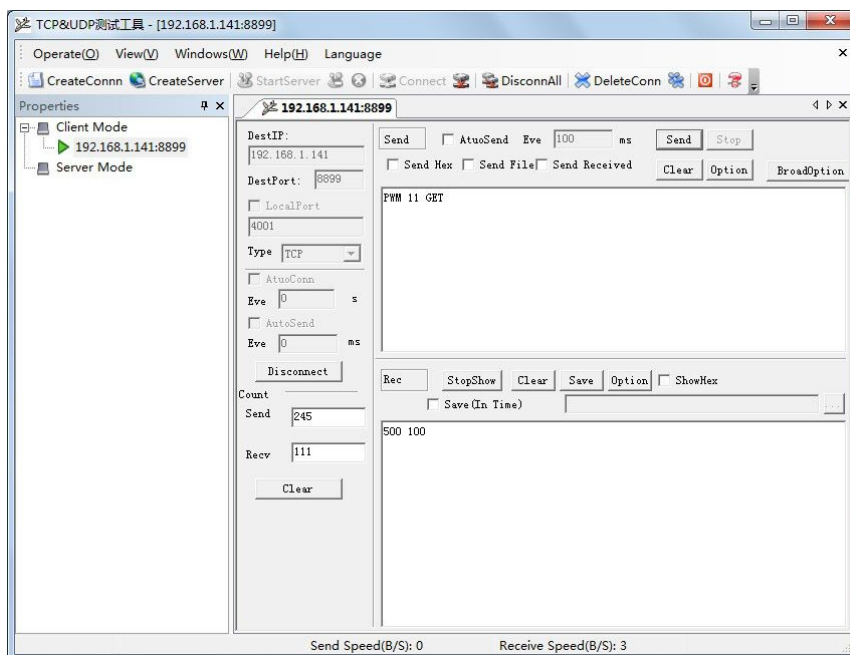 TCP&UDP测试工具 - [192.168.1.141:8899]
Operate(O) View(V) Windows(W) Help(H) Language
CreateConnn CreateServer StartServer Connect DisconnAll DeleteConn
Properties
Client Mode
192.168.1.141:8899
Server Mode
192.168.1.141:8899
DestIP:
192.168.1.141
DestPort: 8899
LocalPort
4001
Type TCP
AtuoConn
Eve 0 s
AutoSend
Eve 0 ms
Disconnect
Count
Send 245
Recv 111
Clear
Send AtuoSend Eve 100 ms Send Stop
Send Hex Send File Send Received Clear Option BroadOption
PWM 11 GET
Rec StopShow Clear Save Option ShowHex
Save(In Time) ...
500 100
Send Speed(B/S): 0 Receive Speed(B/S): 3